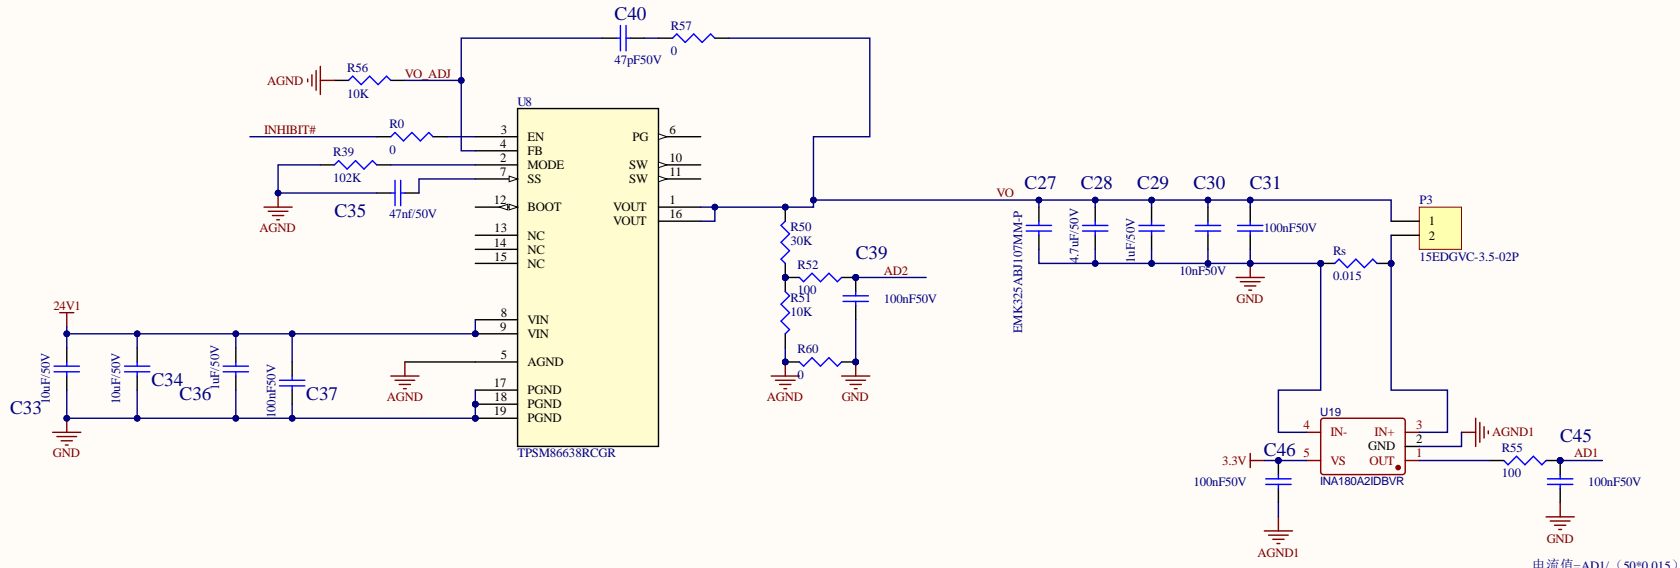 C40
R57
0
47pF50V
R56
AGND
VO_ADJ
10K
U8
INHIBIT#
R0
0
3
EN
PG
6
4
FB
R39
102K
2
MODE
SW
10
7
SS
SW
11
C35
47nf/50V
AGND
12
BOOT
VOUT
1
VOUT
16
13
NC
14
NC
15
NC
R50
30K
R52
100
C39
AD2
R51
10K
100nF50V
R60
0
AGND
GND
24V1
8
VIN
9
VIN
5
AGND
AGND
17
PGND
18
PGND
19
PGND
C33
10uF/50V
10uF/50V
C34
C36
1uF/50V
100nF50V
C37
GND
TPSM86638RCGR
VO
C27
C28
C29
C30
C31
EMK325ABJ107MM-P
4.7uF/50V
1uF/50V
10nF50V
100nF50V
GND
P3
1
2
15EDGVC-3.5-02P
Rs
0.015
U19
4
IN-
IN+
3
GND
2
AGND1
5
VS
OUT
1
INA180A2IDBVR
C46
3.3V
100nF50V
AGND1
R55
100
C45
AD1
100nF50V
GND
电流值=AD1/（50*0.015）